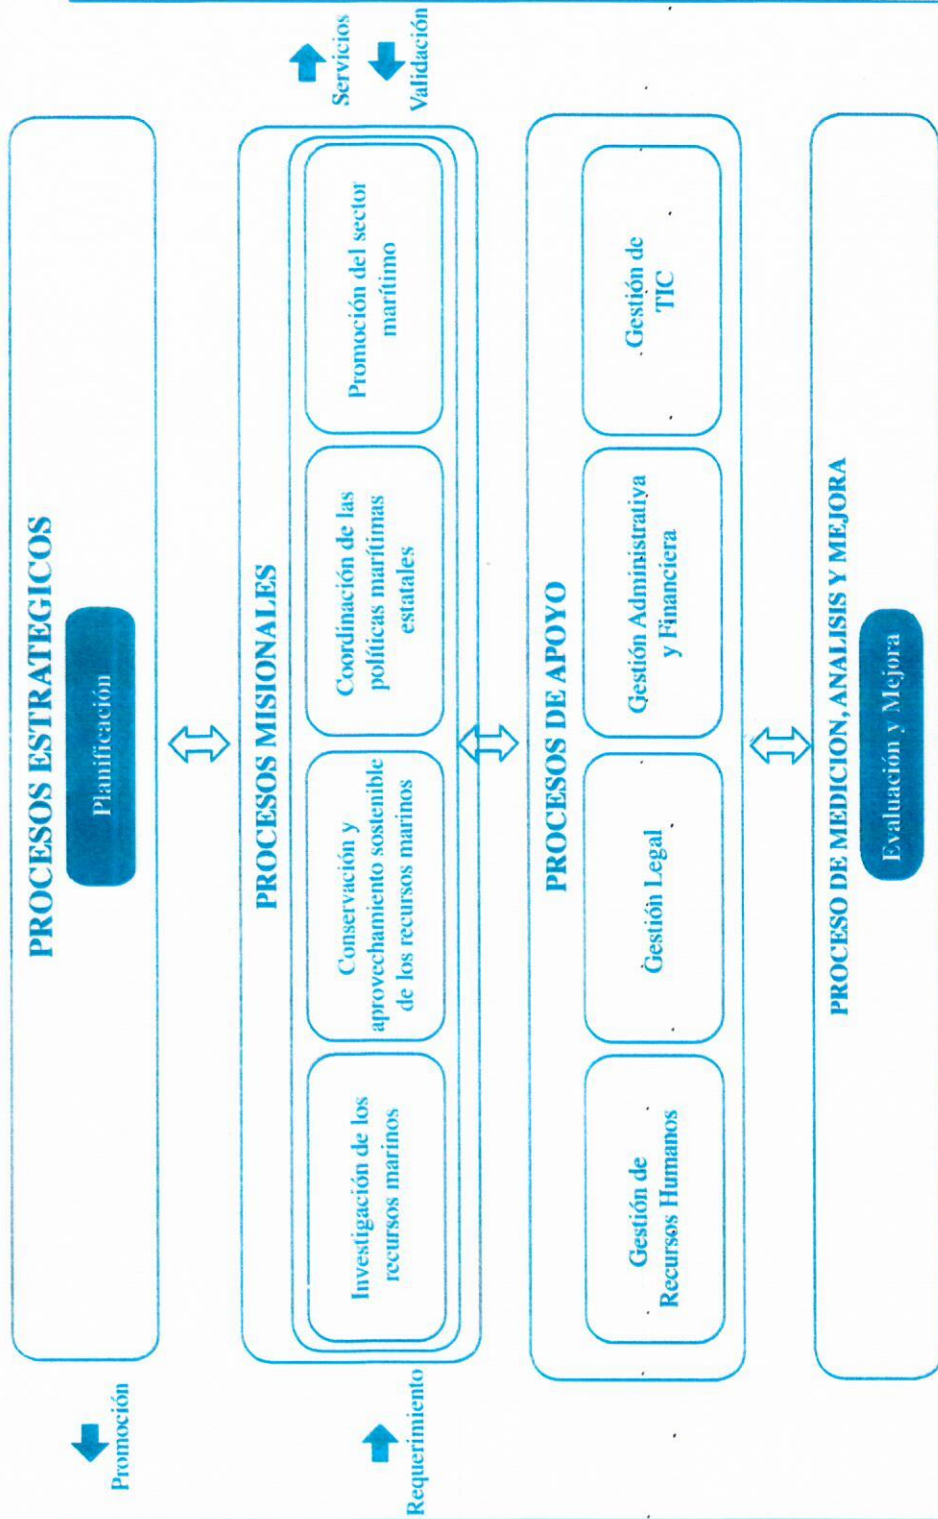 PROCESOS ESTRATEGICOS
Planificación
Promoción
PROCESOS MISIONALES
Requerimiento
Investigación de los
recursos marinos
Conservación y
aprovechamiento sostenible
de los recursos marinos
Coordinación de las
políticas marítimas
estatales
Promoción del sector
marítimo
Servicios
Validación
PROCESOS DE APOYO
Gestión de
Recursos Humanos
Gestión Legal
Gestión Administrativa
y Financiera
Gestión de
TIC
PROCESO DE MEDICION, ANALISIS Y MEJORA
Evaluación y Mejora